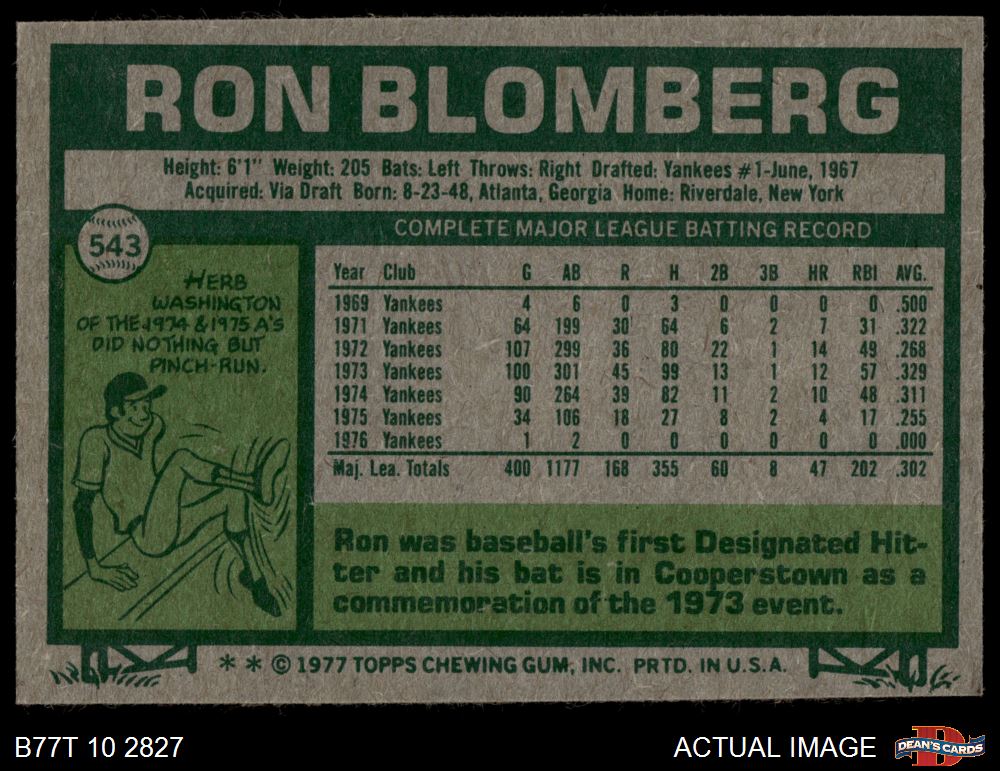 RON BLOMBERG
Height: 6'1" Weight: 205 Bats: Left Throws: Right Drafted: Yankees #1-June, 1967
Acquired: Via Draft Born: 8-23-48, Atlanta, Georgia Home: Riverdale, New York
543
COMPLETE MAJOR LEAGUE BATTING RECORD
HERB
WASHINGTON
OF THE 1974 & 1975 A'S
DID NOTHING BUT
PINCH-RUN.
Year Club G AB R H 2B 3B HR RBI AVG.
1969 Yankees 4 6 0 3 0 0 0 0 .500
1971 Yankees 64 199 30 64 6 2 7 31 .322
1972 Yankees 107 299 36 80 22 1 14 49 .268
1973 Yankees 100 301 45 99 13 1 12 57 .329
1974 Yankees 90 264 39 82 11 2 10 48 .311
1975 Yankees 34 106 18 27 8 2 4 17 .255
1976 Yankees 1 2 0 0 0 0 0 0 .000
Maj. Lea. Totals 400 1177 168 355 60 8 47 202 .302
Ron was baseball's first Designated Hit-
ter and his bat is in Cooperstown as a
commemoration of the 1973 event.
* * © 1977 TOPPS CHEWING GUM, INC. PRTD. IN U.S.A.
B77T 10 2827
ACTUAL IMAGE
D
DEAN'S CARDS